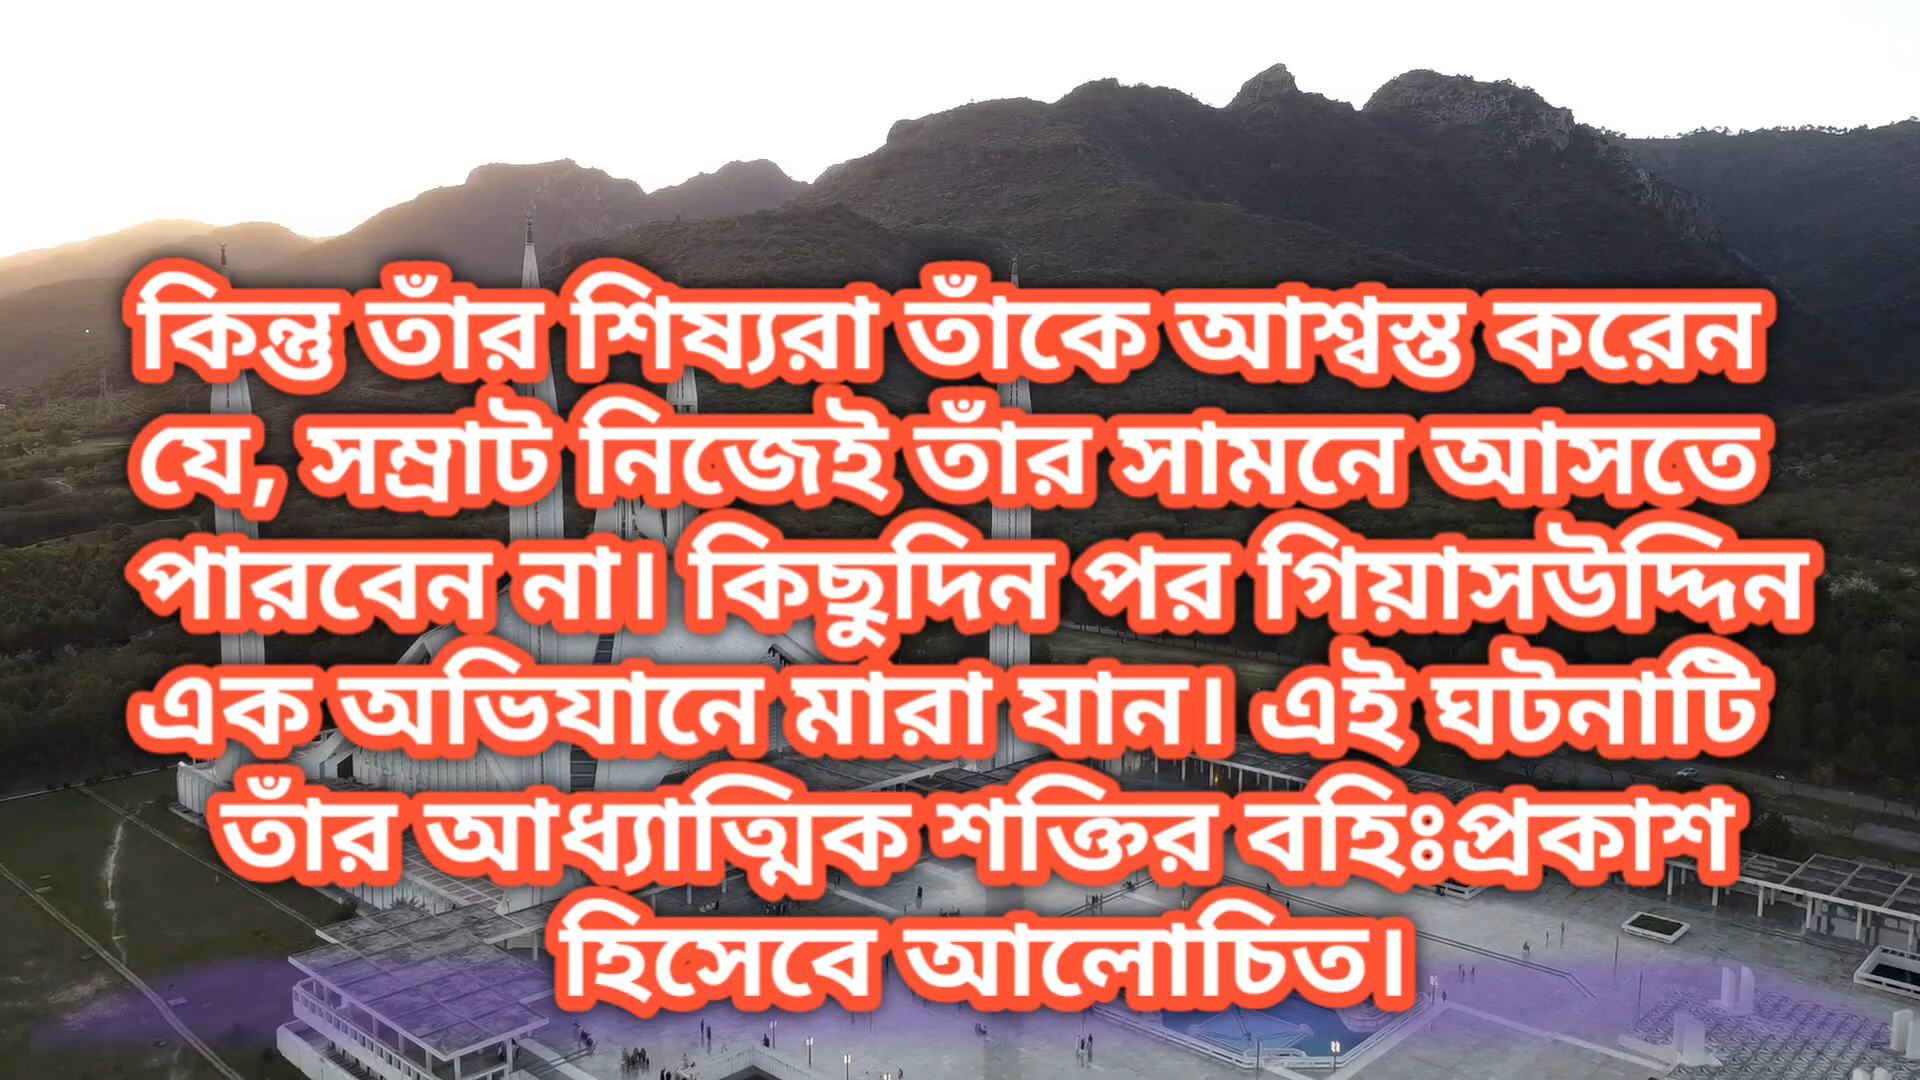 কিন্তু তাঁর শিষ্যরা তাঁকে আশ্বস্ত করেন
যে, সম্রাট নিজেই তাঁর সামনে আসতে
পারবেন না। কিছুদিন পর গিয়াসউদ্দিন
এক অভিযানে মারা যান। এই ঘটনাটি
তাঁর আধ্যাত্মিক শক্তির বহিঃপ্রকাশ
হিসেবে আলোচিত।